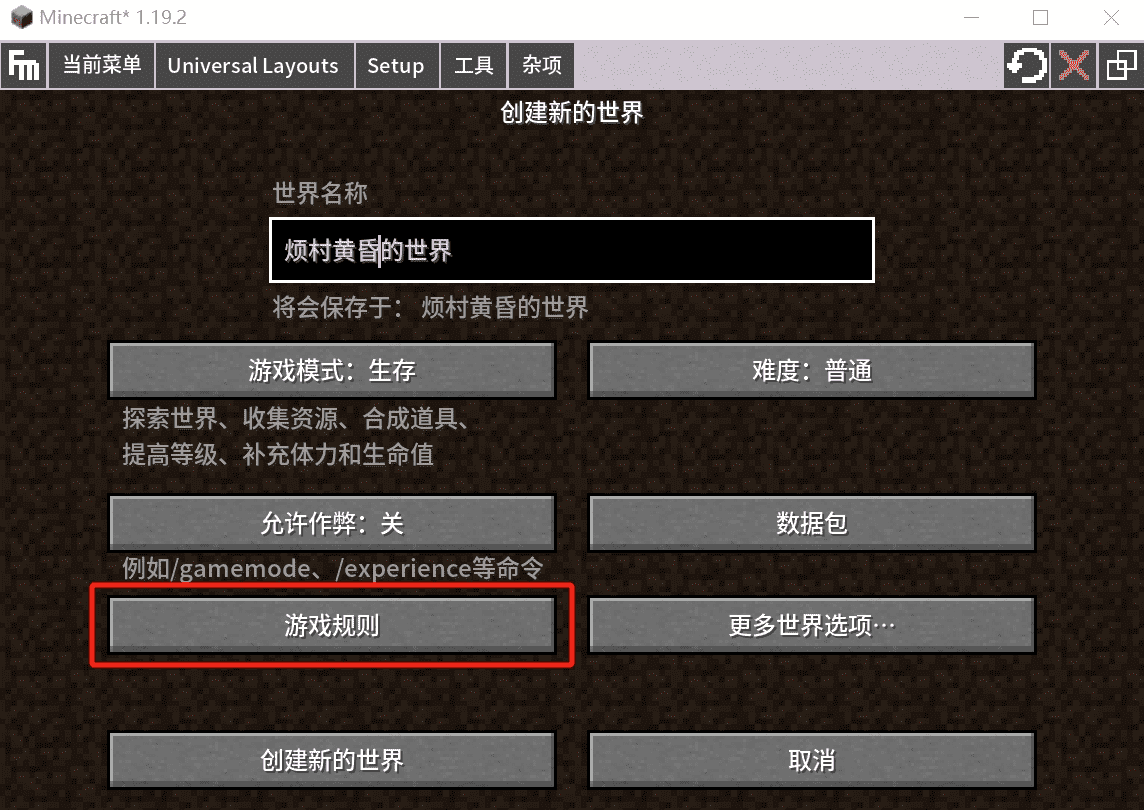 Minecraft* 1.19.2
fm 当前菜单 Universal Layouts Setup 工具 杂项
创建新的世界
世界名称
烦村黄昏的世界
将会保存于： 烦村黄昏的世界
游戏模式：生存 难度：普通
探索世界、收集资源、合成道具、
提高等级、补充体力和生命值
允许作弊：关 数据包
例如/gamemode、/experience等命令
游戏规则 更多世界选项…
创建新的世界 取消